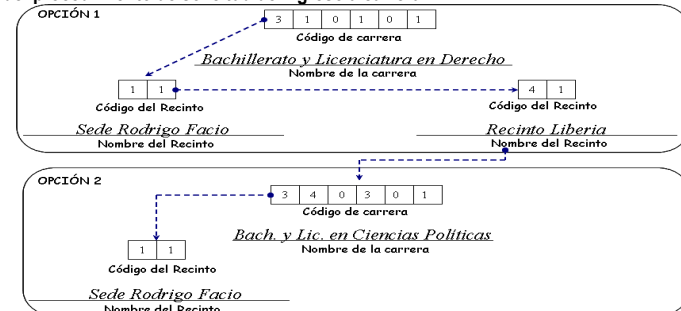 OPCIÓN 1
3 1 0 1 0 1
Código de carrera
Bachillerato y Licenciatura en Derecho
Nombre de la carrera
1 1 4 1
Código del Recinto Código del Recinto
Sede Rodrigo Facio Recinto Liberia
Nombre del Recinto Nombre del Recinto
OPCIÓN 2
3 4 0 3 0 1
Código de carrera
Bach. y Lic. en Ciencias Políticas
Nombre de la carrera
1 1
Código del Recinto
Sede Rodrigo Facio
Nombre del Recinto